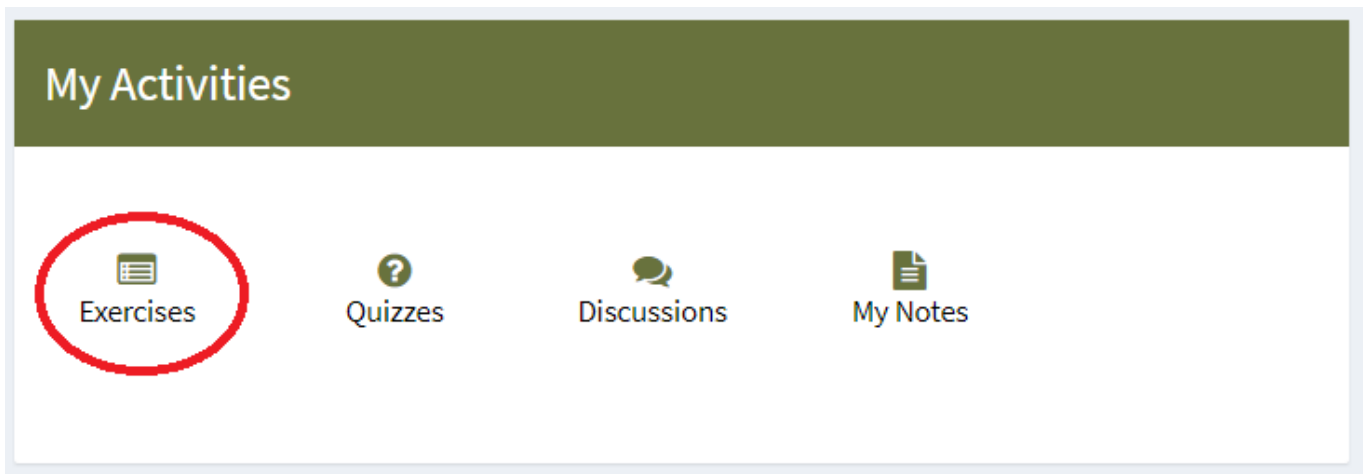 My Activities
Exercises
Quizzes
Discussions
My Notes